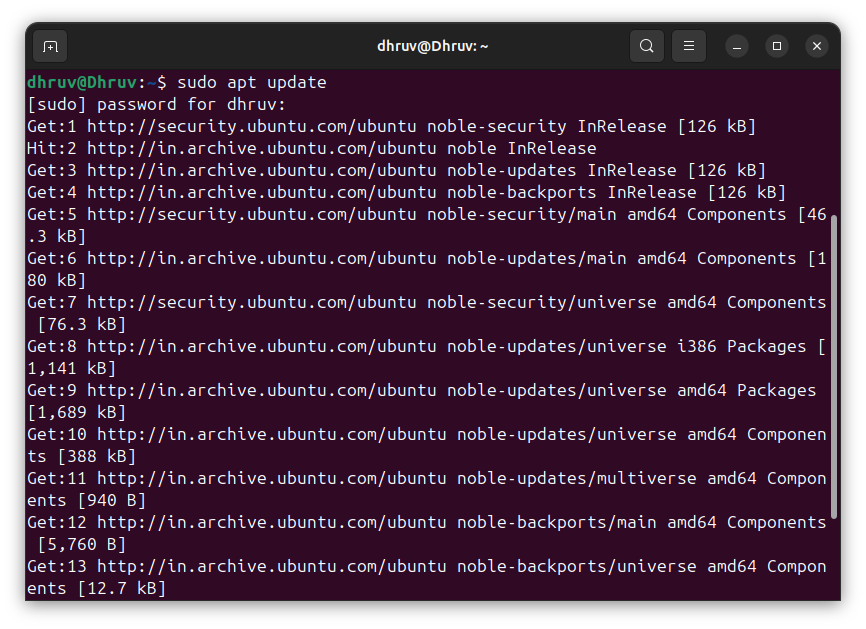 dhruv@Dhruv: ~
dhruv@Dhruv:~$ sudo apt update
[sudo] password for dhruv:
Get:1 http://security.ubuntu.com/ubuntu noble-security InRelease [126 kB]
Hit:2 http://in.archive.ubuntu.com/ubuntu noble InRelease
Get:3 http://in.archive.ubuntu.com/ubuntu noble-updates InRelease [126 kB]
Get:4 http://in.archive.ubuntu.com/ubuntu noble-backports InRelease [126 kB]
Get:5 http://security.ubuntu.com/ubuntu noble-security/main amd64 Components [46
.3 kB]
Get:6 http://in.archive.ubuntu.com/ubuntu noble-updates/main amd64 Components [1
80 kB]
Get:7 http://security.ubuntu.com/ubuntu noble-security/universe amd64 Components
 [76.3 kB]
Get:8 http://in.archive.ubuntu.com/ubuntu noble-updates/universe i386 Packages [
1,141 kB]
Get:9 http://in.archive.ubuntu.com/ubuntu noble-updates/universe amd64 Packages
[1,689 kB]
Get:10 http://in.archive.ubuntu.com/ubuntu noble-updates/universe amd64 Componen
ts [388 kB]
Get:11 http://in.archive.ubuntu.com/ubuntu noble-updates/multiverse amd64 Compon
ents [940 B]
Get:12 http://in.archive.ubuntu.com/ubuntu noble-backports/main amd64 Components
 [5,760 B]
Get:13 http://in.archive.ubuntu.com/ubuntu noble-backports/universe amd64 Compon
ents [12.7 kB]